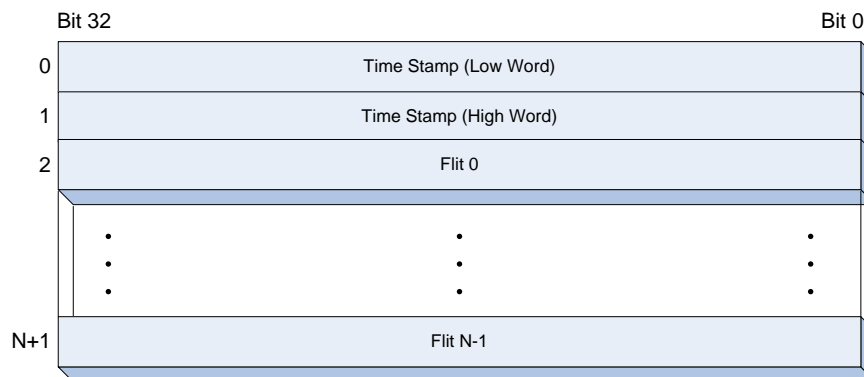 Bit 32 Bit 0
0 Time Stamp (Low Word)
1 Time Stamp (High Word)
2 Flit 0
N+1 Flit N-1